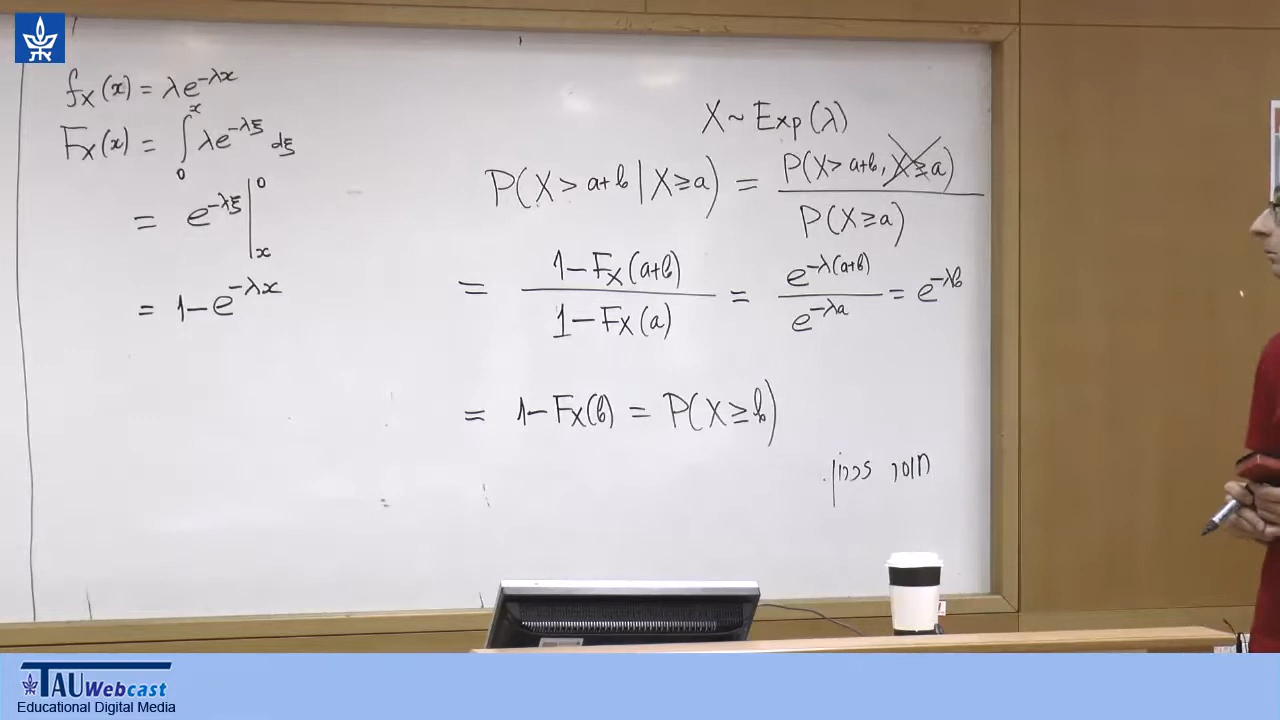 f_X(x) = λe^{-λx}
F_X(x) = ∫_0^x λe^{-λξ} dξ
= e^{-λξ} |_x^0
= 1 - e^{-λx}
X ~ Exp(λ)
P(X > a+b | X ≥ a) = P(X > a+b, X ≥ a) / P(X ≥ a)
= (1 - F_X(a+b)) / (1 - F_X(a)) = e^{-λ(a+b)} / e^{-λa} = e^{-λb}
= 1 - F_X(b) = P(X ≥ b)
חוסר
TAU Webcast
Educational Digital Media